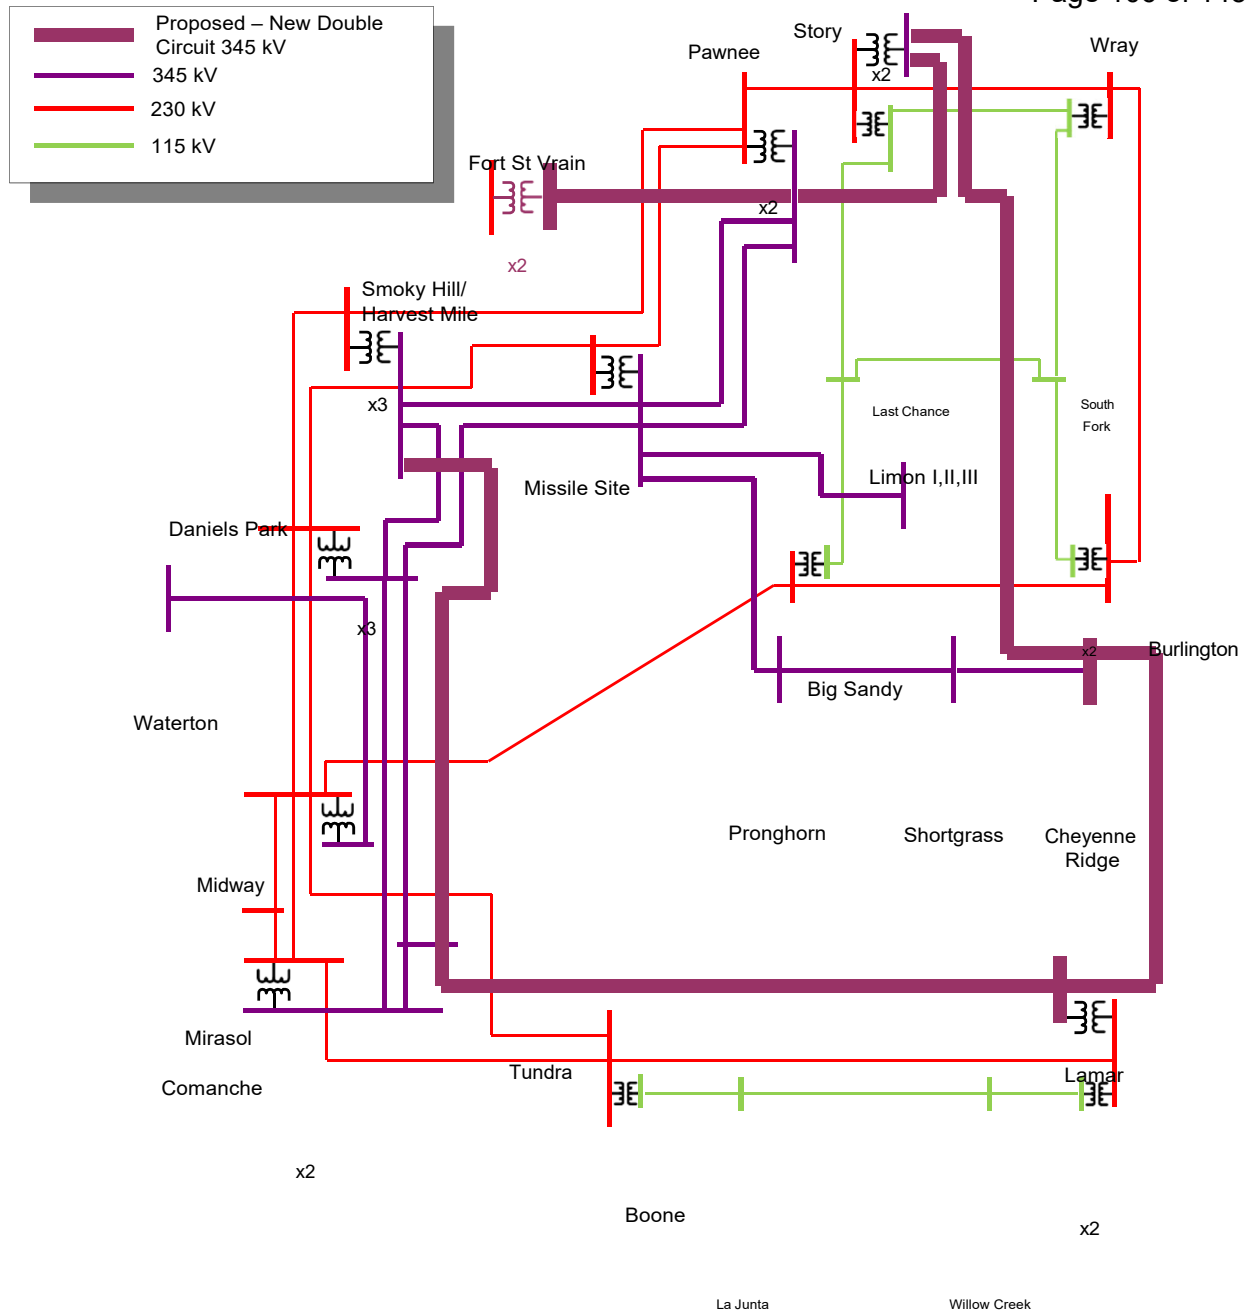 Proposed – New Double
Circuit 345 kV
345 kV
230 kV
115 kV
Story
Wray
Pawnee
x2
Fort St Vrain
x2
x2
Smoky Hill/
Harvest Mile
x3
Last Chance
South
Fork
Limon I,II,III
Missile Site
Daniels Park
x3
x2
Burlington
Big Sandy
Waterton
Pronghorn
Shortgrass
Cheyenne
Ridge
Midway
Mirasol
Tundra
Lamar
Comanche
x2
Boone
x2
La Junta
Willow Creek